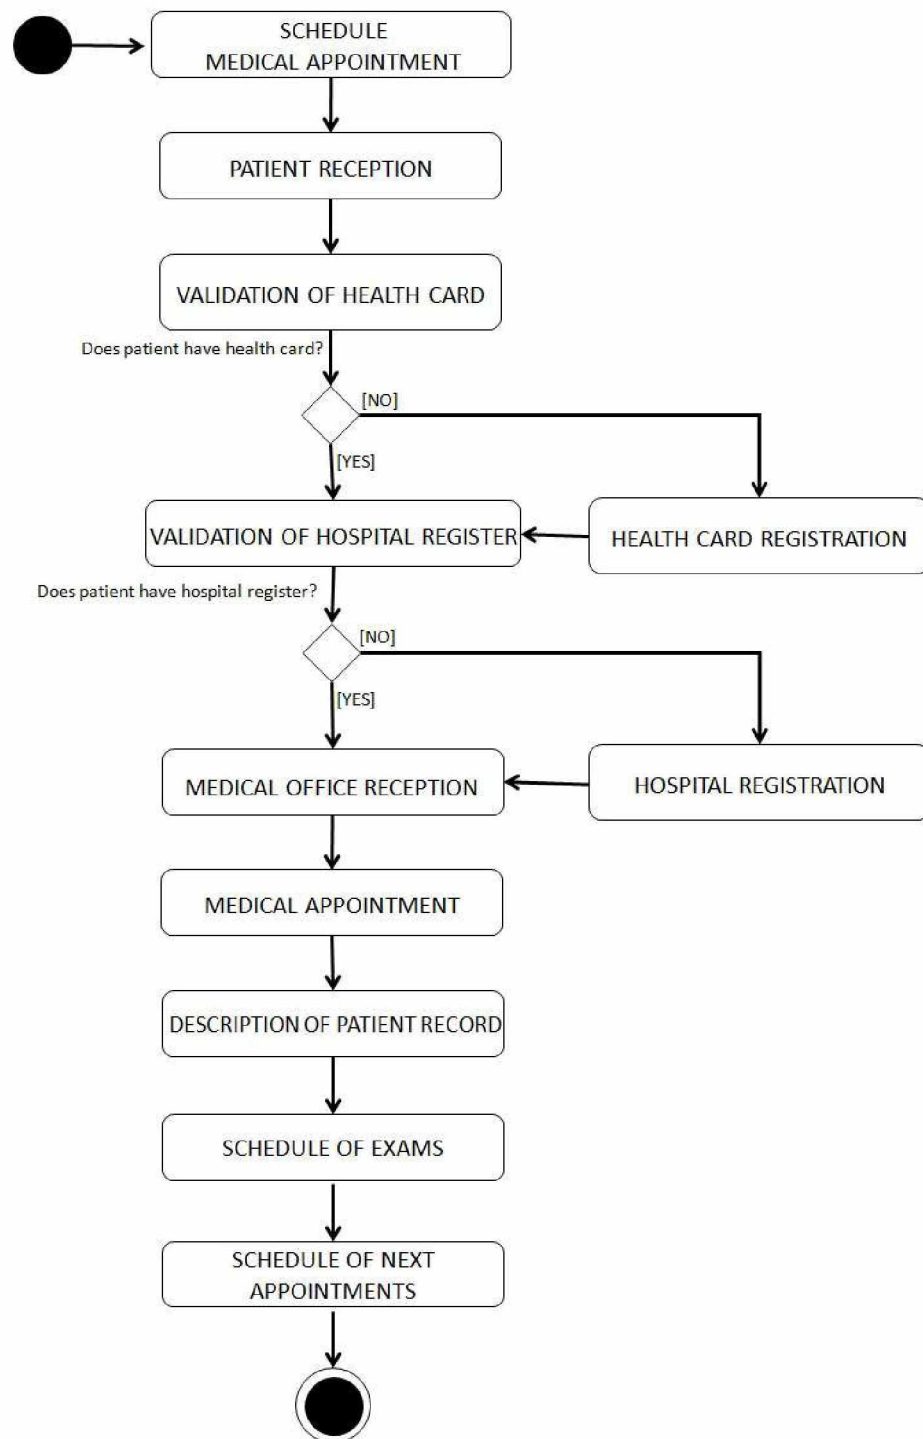 SCHEDULE
MEDICAL APPOINTMENT
PATIENT RECEPTION
VALIDATION OF HEALTH CARD
Does patient have health card?
[NO]
[YES]
VALIDATION OF HOSPITAL REGISTER
HEALTH CARD REGISTRATION
Does patient have hospital register?
[NO]
[YES]
MEDICAL OFFICE RECEPTION
HOSPITAL REGISTRATION
MEDICAL APPOINTMENT
DESCRIPTION OF PATIENT RECORD
SCHEDULE OF EXAMS
SCHEDULE OF NEXT
APPOINTMENTS